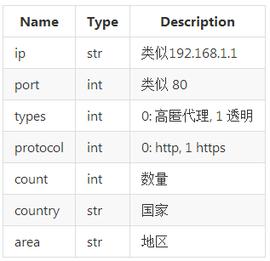 Name Type Description
ip str 类似192.168.1.1
port int 类似 80
types int 0: 高匿代理, 1 透明
protocol int 0: http, 1 https
count int 数量
country str 国家
area str 地区